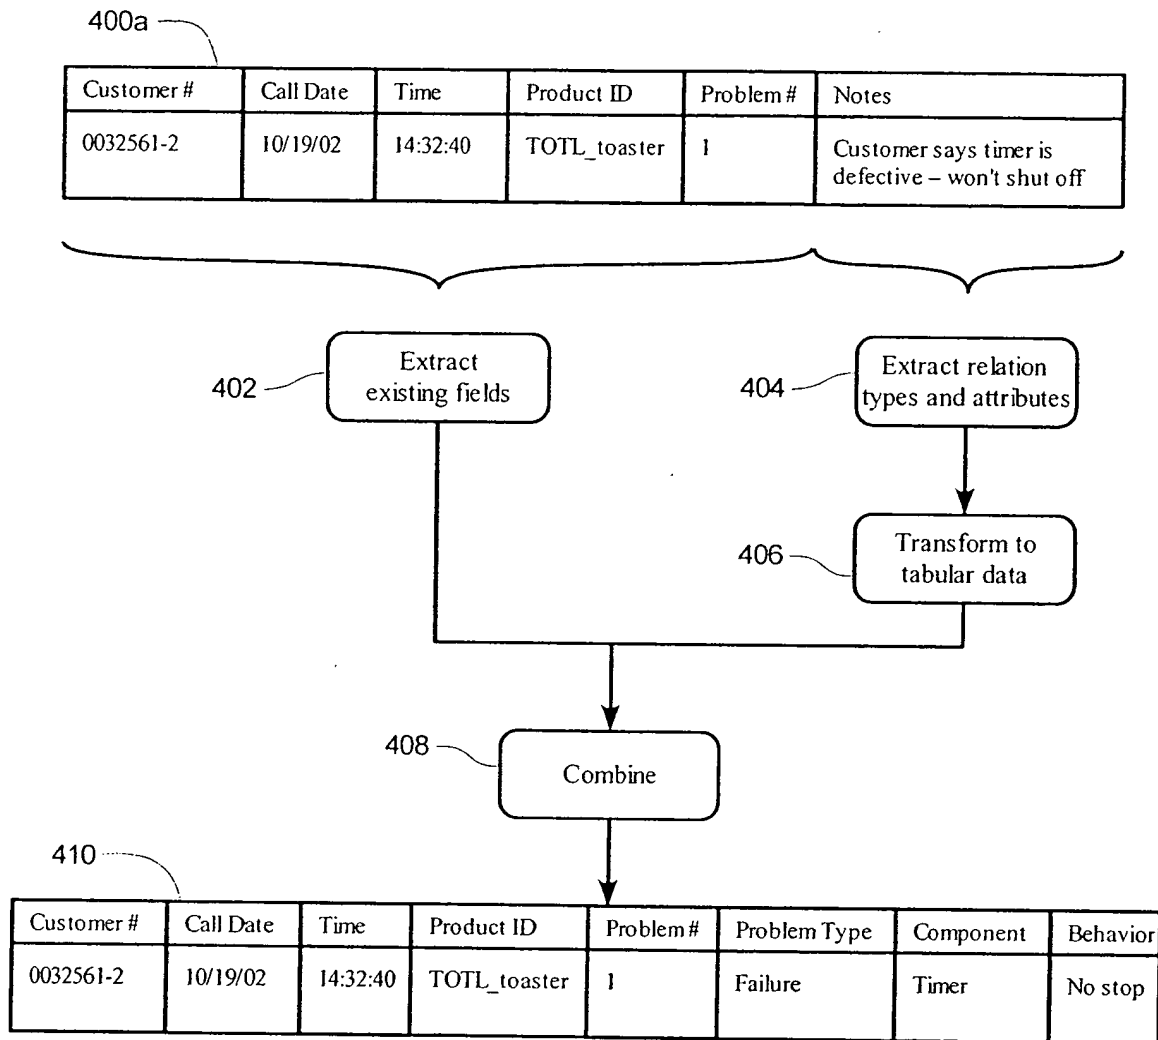 400a
Customer # Call Date Time Product ID Problem # Notes
0032561-2 10/19/02 14:32:40 TOTL_toaster 1 Customer says timer is
defective – won't shut off
Extract
existing fields
402
Extract relation
types and attributes
404
Transform to
tabular data
406
408
Combine
410
Customer # Call Date Time Product ID Problem # Problem Type Component Behavior
0032561-2 10/19/02 14:32:40 TOTL_toaster 1 Failure Timer No stop